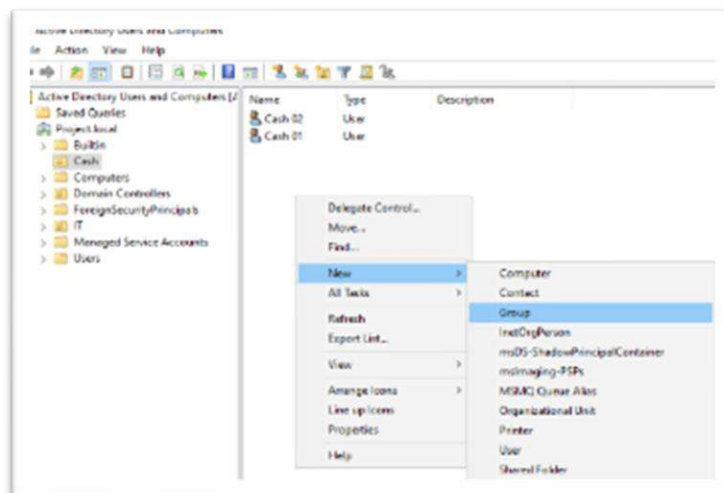 Active Directory Users and Computers
File Action View Help
Active Directory Users and Computers [A
Saved Queries
Project.local
Builtin
Cash
Computers
Domain Controllers
ForeignSecurityPrincipals
IT
Managed Service Accounts
Users
Name Type Description
Cash 02 User
Cash 01 User
Delegate Control...
Move...
Find...
New
All Tasks
Refresh
Export List...
View
Arrange Icons
Line up Icons
Properties
Help
Computer
Contact
Group
InetOrgPerson
msDS-ShadowPrincipalContainer
msImaging-PSPs
MSMQ Queue Alias
Organizational Unit
Printer
User
Shared Folder